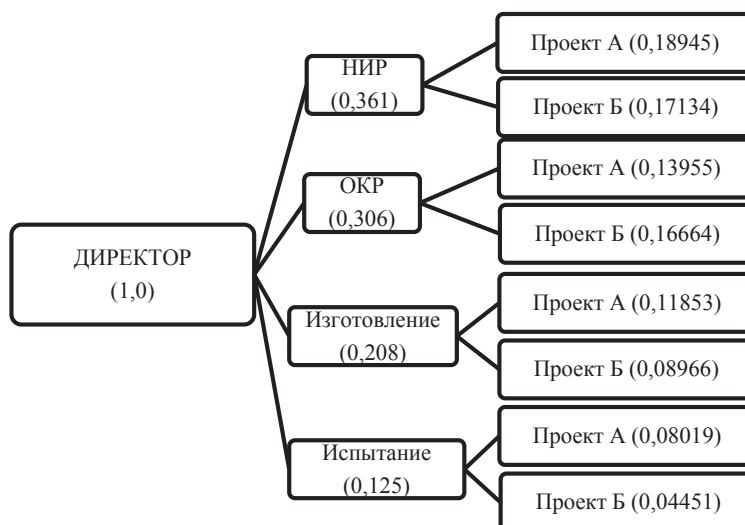 ДИРЕКТОР
(1,0)
НИР
(0,361)
Проект А (0,18945)
Проект Б (0,17134)
ОКР
(0,306)
Проект А (0,13955)
Проект Б (0,16664)
Изготовление
(0,208)
Проект А (0,11853)
Проект Б (0,08966)
Испытание
(0,125)
Проект А (0,08019)
Проект Б (0,04451)